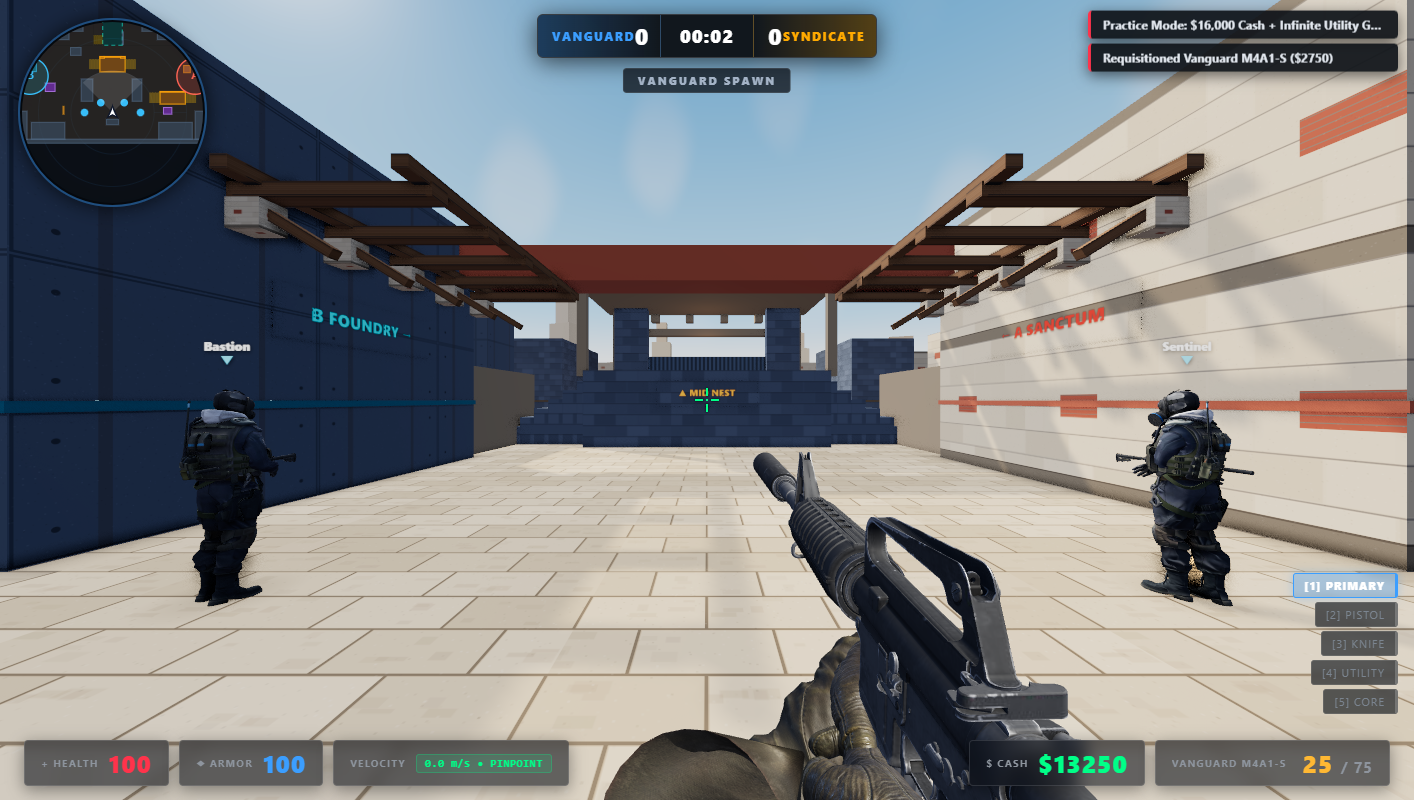 VANGUARD 0 00:02 0 SYNDICATE
VANGUARD SPAWN
Practice Mode: $16,000 Cash + Infinite Utility G...
Requisitioned Vanguard M4A1-S ($2750)
B
A
B FOUNDRY →
A SANCTUM
Bastion
Sentinel
▲ MID NEST
[1] PRIMARY
[2] PISTOL
[3] KNIFE
[4] UTILITY
[5] CORE
+ HEALTH 100
ARMOR 100
VELOCITY 0.0 m/s • PINPOINT
$ CASH $13250
VANGUARD M4A1-S 25 / 75